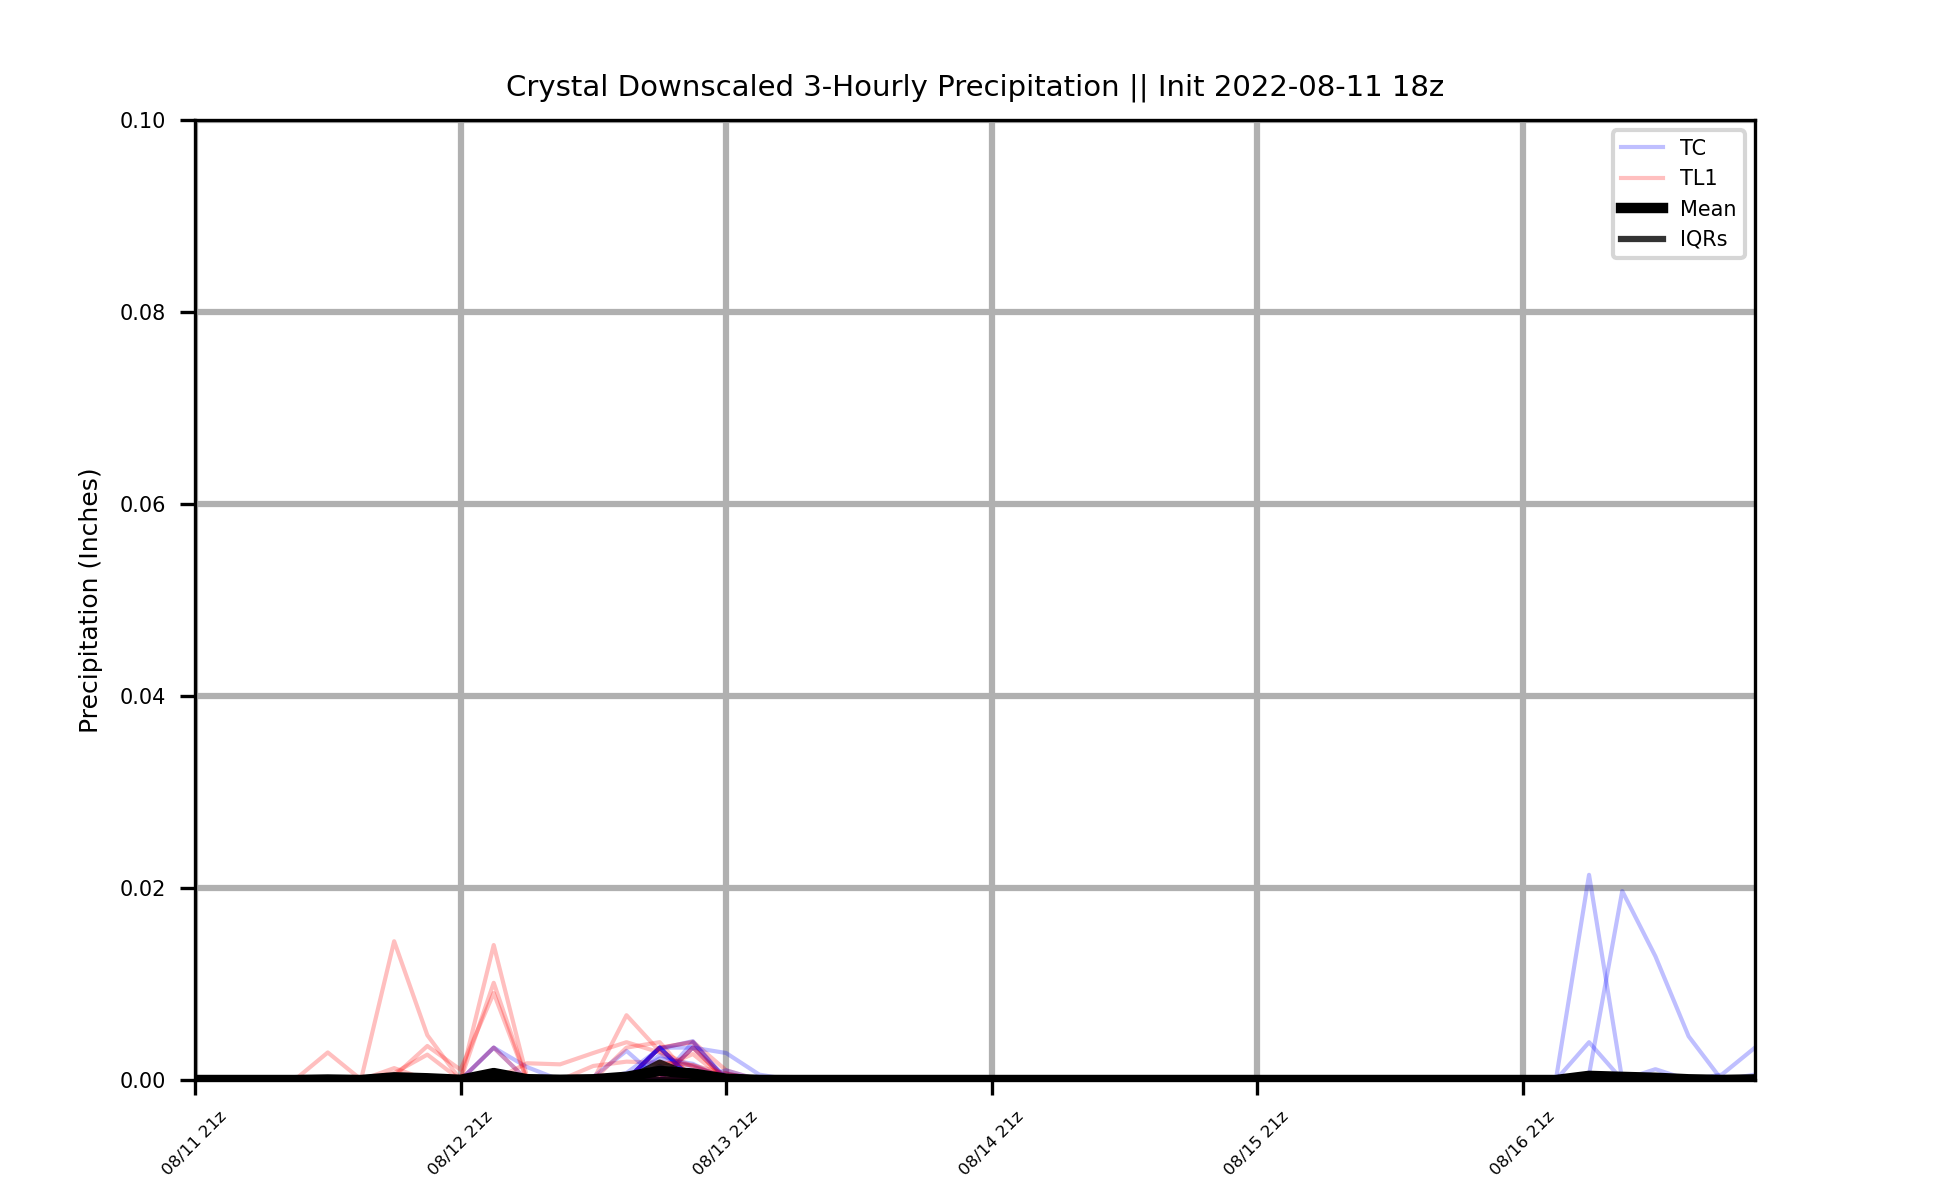 Crystal Downscaled 3-Hourly Precipitation || Init 2022-08-11 18z
TC
TL1
Mean
IQRs
Precipitation (Inches)
0.10
0.08
0.06
0.04
0.02
0.00
08/11 21z
08/12 21z
08/13 21z
08/14 21z
08/15 21z
08/16 21z